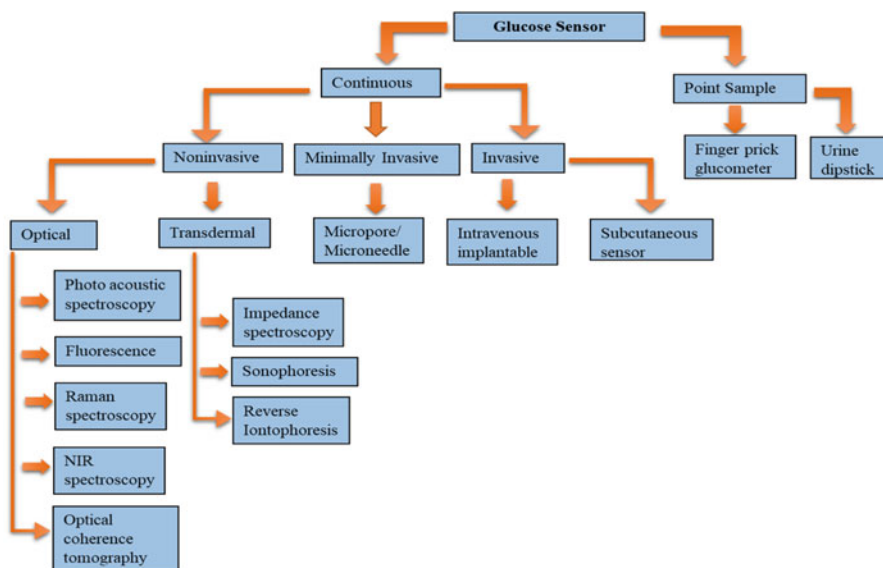 Glucose Sensor
Continuous
Point Sample
Noninvasive
Minimally Invasive
Invasive
Finger prick
glucometer
Urine
dipstick
Optical
Transdermal
Micropore/
Microneedle
Intravenous
implantable
Subcutaneous
sensor
Photo acoustic
spectroscopy
Fluorescence
Raman
spectroscopy
NIR
spectroscopy
Optical
coherence
tomography
Impedance
spectroscopy
Sonophoresis
Reverse
Iontophoresis